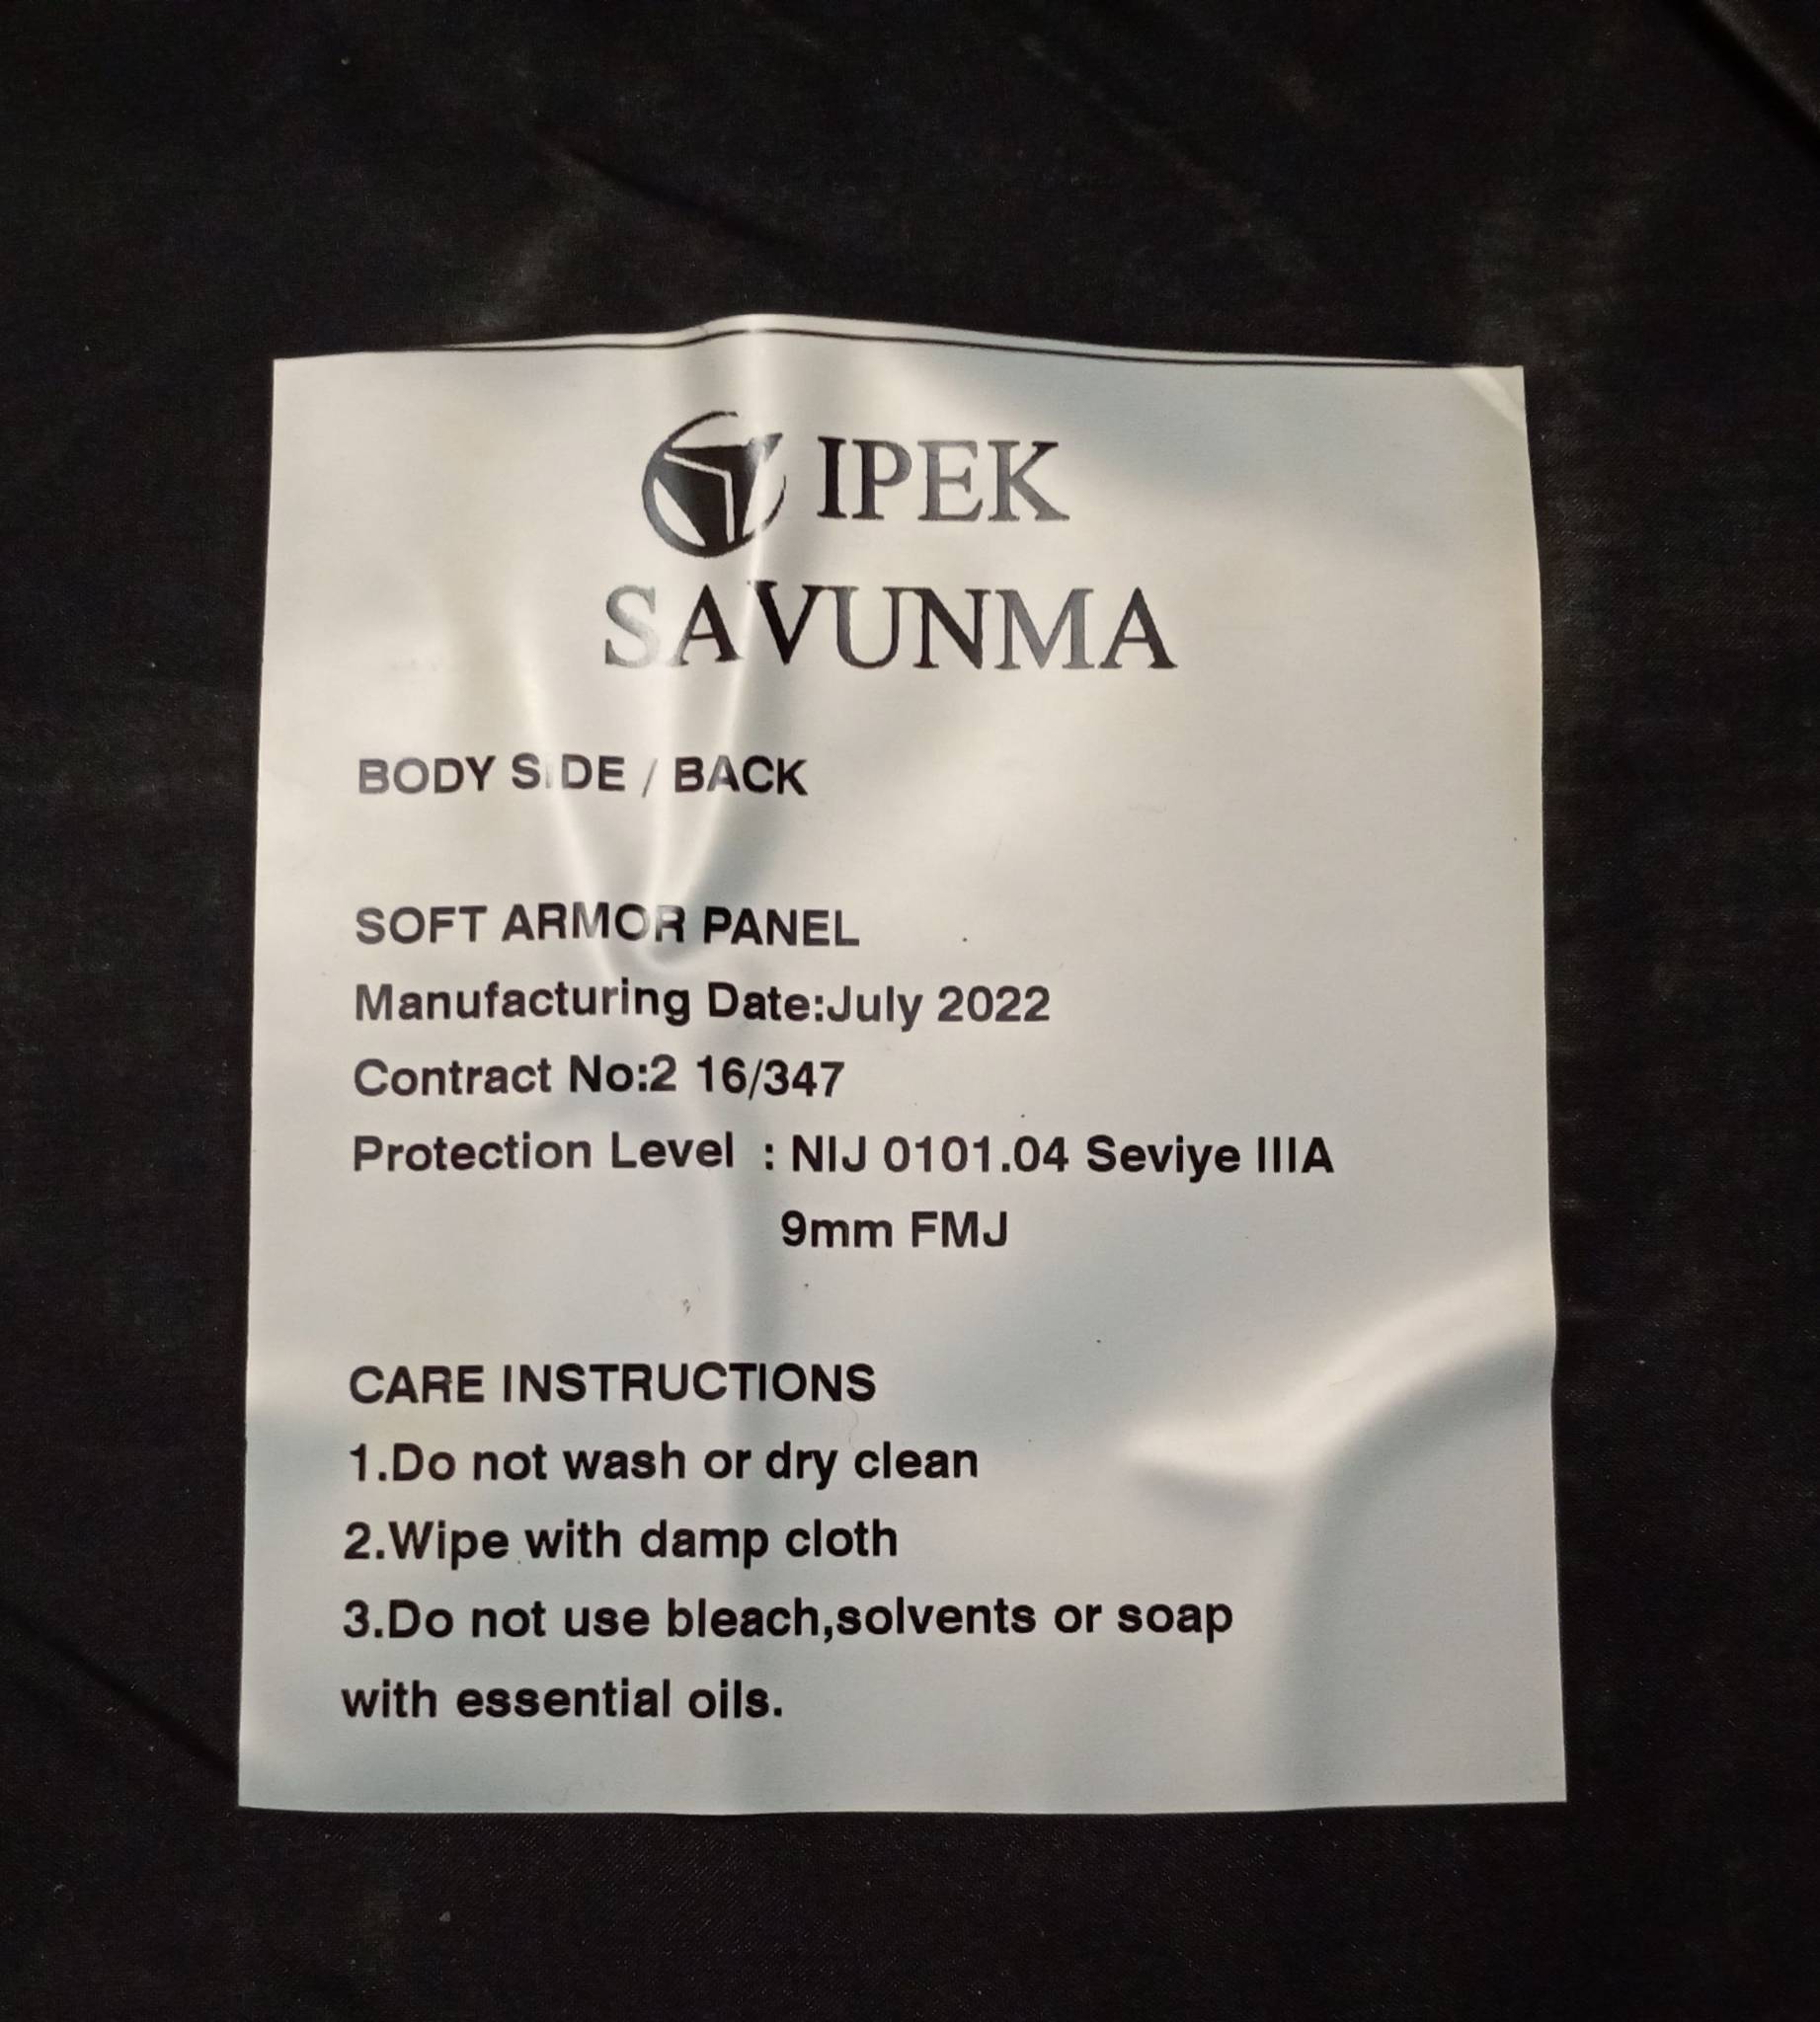 IPEK
SAVUNMA
BODY SIDE / BACK
SOFT ARMOR PANEL
Manufacturing Date:July 2022
Contract No:2 16/347
Protection Level : NIJ 0101.04 Seviye IIIA
9mm FMJ
CARE INSTRUCTIONS
1.Do not wash or dry clean
2.Wipe with damp cloth
3.Do not use bleach,solvents or soap
with essential oils.